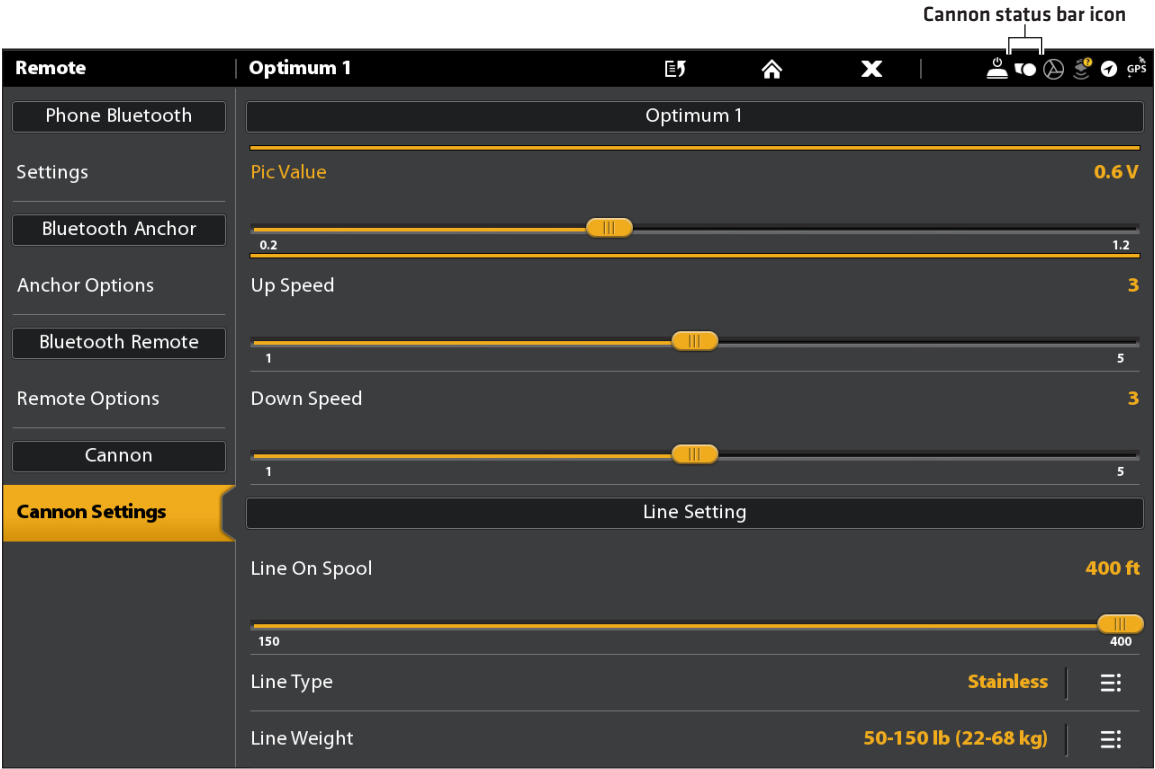 Cannon status bar icon
Remote
Optimum 1
GPS
Phone Bluetooth
Settings
Bluetooth Anchor
Anchor Options
Bluetooth Remote
Remote Options
Cannon
Cannon Settings
Optimum 1
Pic Value 0.6 V
0.2 1.2
Up Speed 3
1 5
Down Speed 3
1 5
Line Setting
Line On Spool 400 ft
150 400
Line Type Stainless
Line Weight 50-150 lb (22-68 kg)